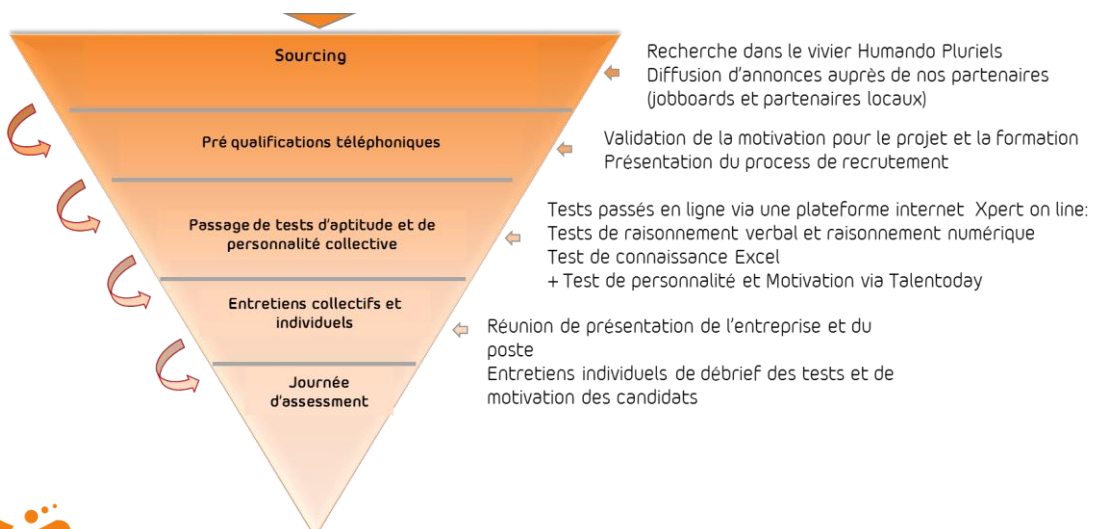 Sourcing
Recherche dans le vivier Humando Pluriels
Diffusion d'annonces auprès de nos partenaires
(jobboards et partenaires locaux)
Pré qualifications téléphoniques
Validation de la motivation pour le projet et la formation
Présentation du process de recrutement
Passage de tests d'aptitude et de
personnalité collective
Tests passés en ligne via une plateforme internet Xpert on line:
Tests de raisonnement verbal et raisonnement numérique
Test de connaissance Excel
+ Test de personnalité et Motivation via Talentoday
Entretiens collectifs et
individuels
Réunion de présentation de l'entreprise et du
poste
Entretiens individuels de débrief des tests et de
motivation des candidats
Journée
d'assessment